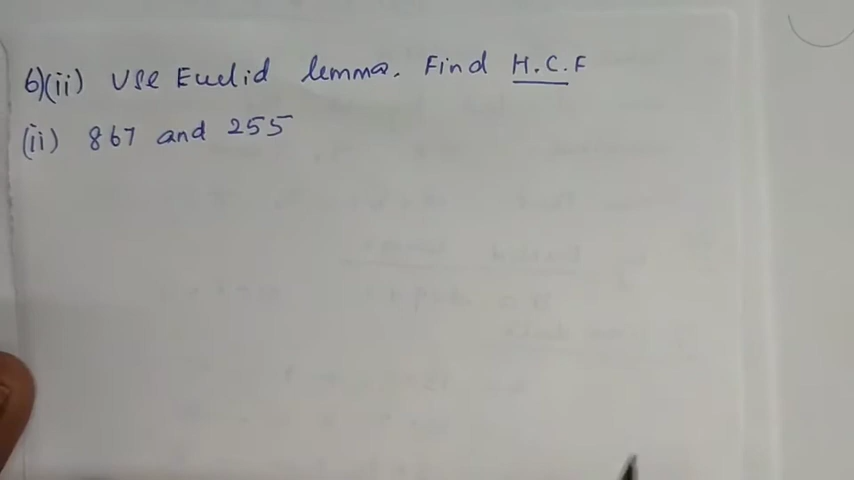 6)(ii) Use Euclid lemma. Find H.C.F
(ii) 867 and 255